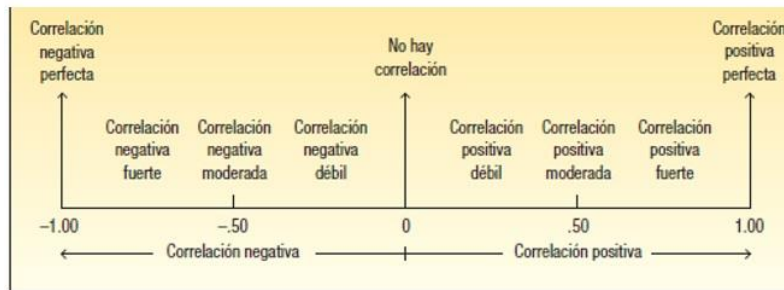 Correlación
negativa
perfecta
No hay
correlación
Correlación
positiva
perfecta
Correlación
negativa
fuerte
Correlación
negativa
moderada
Correlación
negativa
débil
Correlación
positiva
débil
Correlación
positiva
moderada
Correlación
positiva
fuerte
–1.00
–.50
0
.50
1.00
Correlación negativa
Correlación positiva